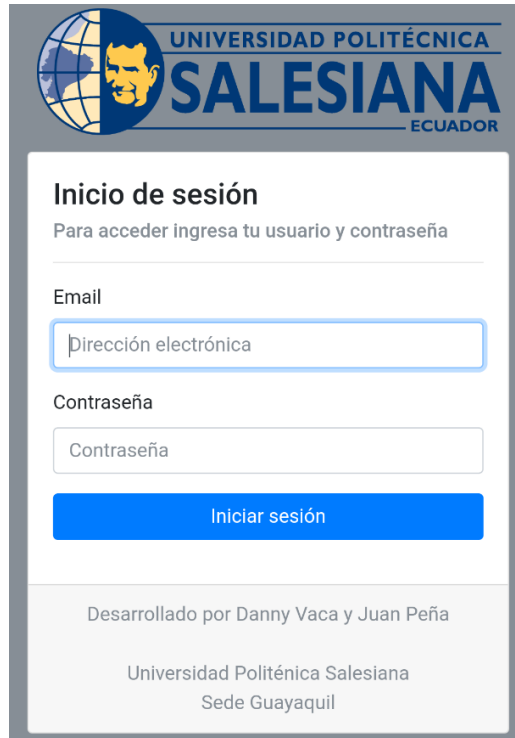 UNIVERSIDAD POLITÉCNICA
SALESIANA
ECUADOR
Inicio de sesión
Para acceder ingresa tu usuario y contraseña
Email
Dirección electrónica
Contraseña
Contraseña
Iniciar sesión
Desarrollado por Danny Vaca y Juan Peña
Universidad Politénica Salesiana
Sede Guayaquil